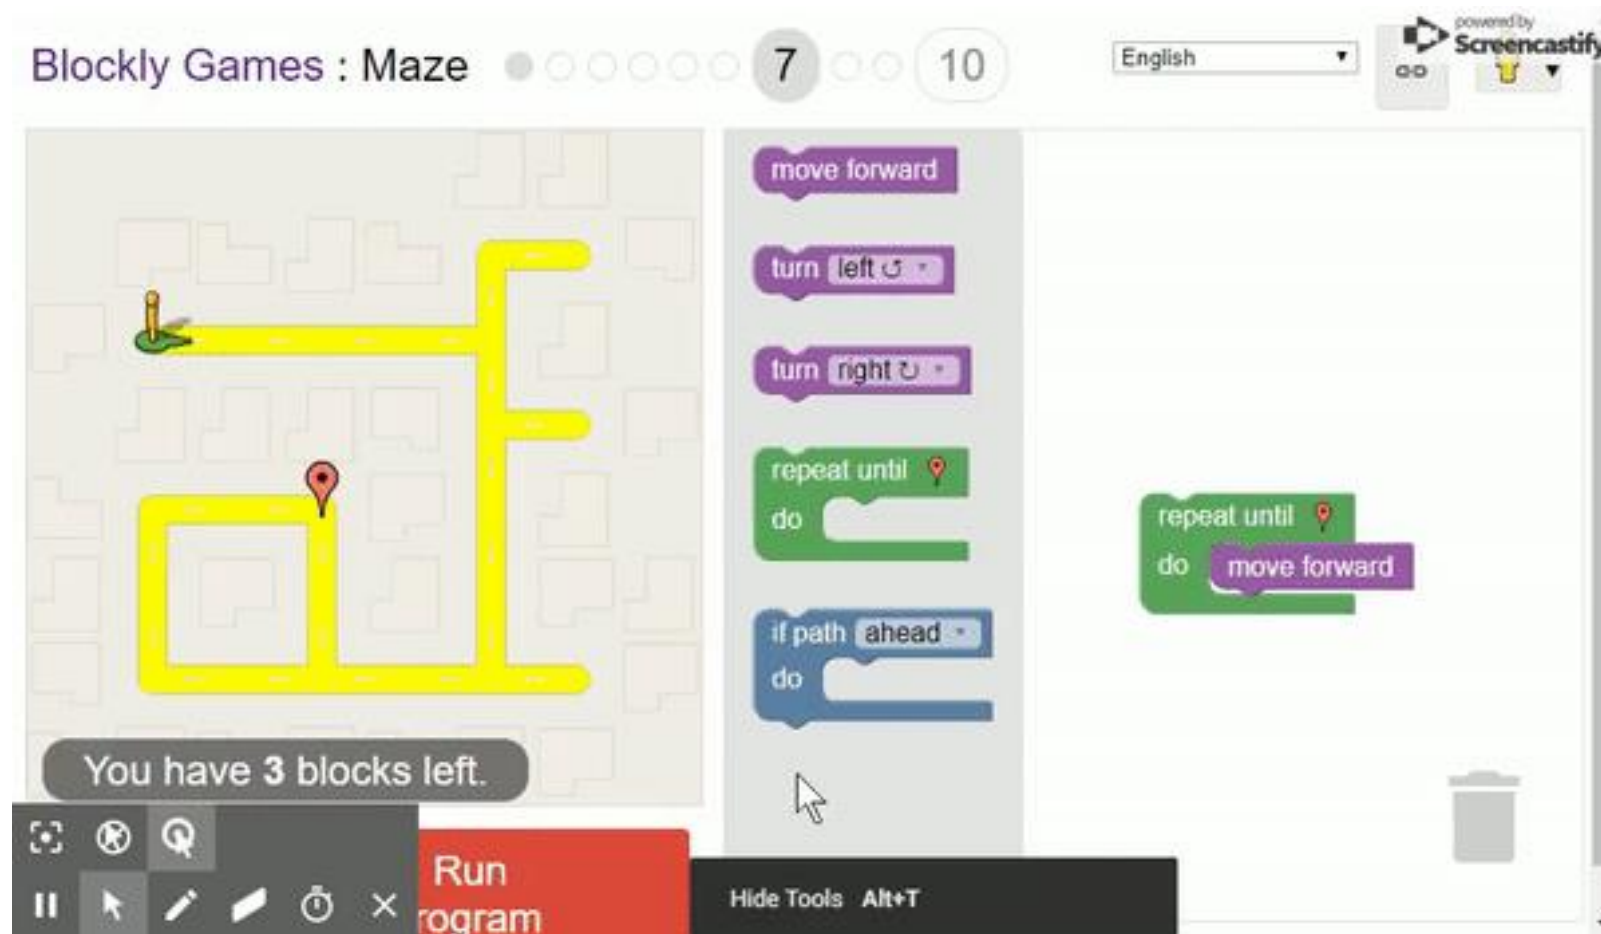 powered by
Screencastify
Blockly Games : Maze 7 10 English
move forward
turn left ↺
turn right ↻
repeat until
do
if path ahead
do
repeat until
do move forward
You have 3 blocks left.
Run
rogram
Hide Tools Alt+T